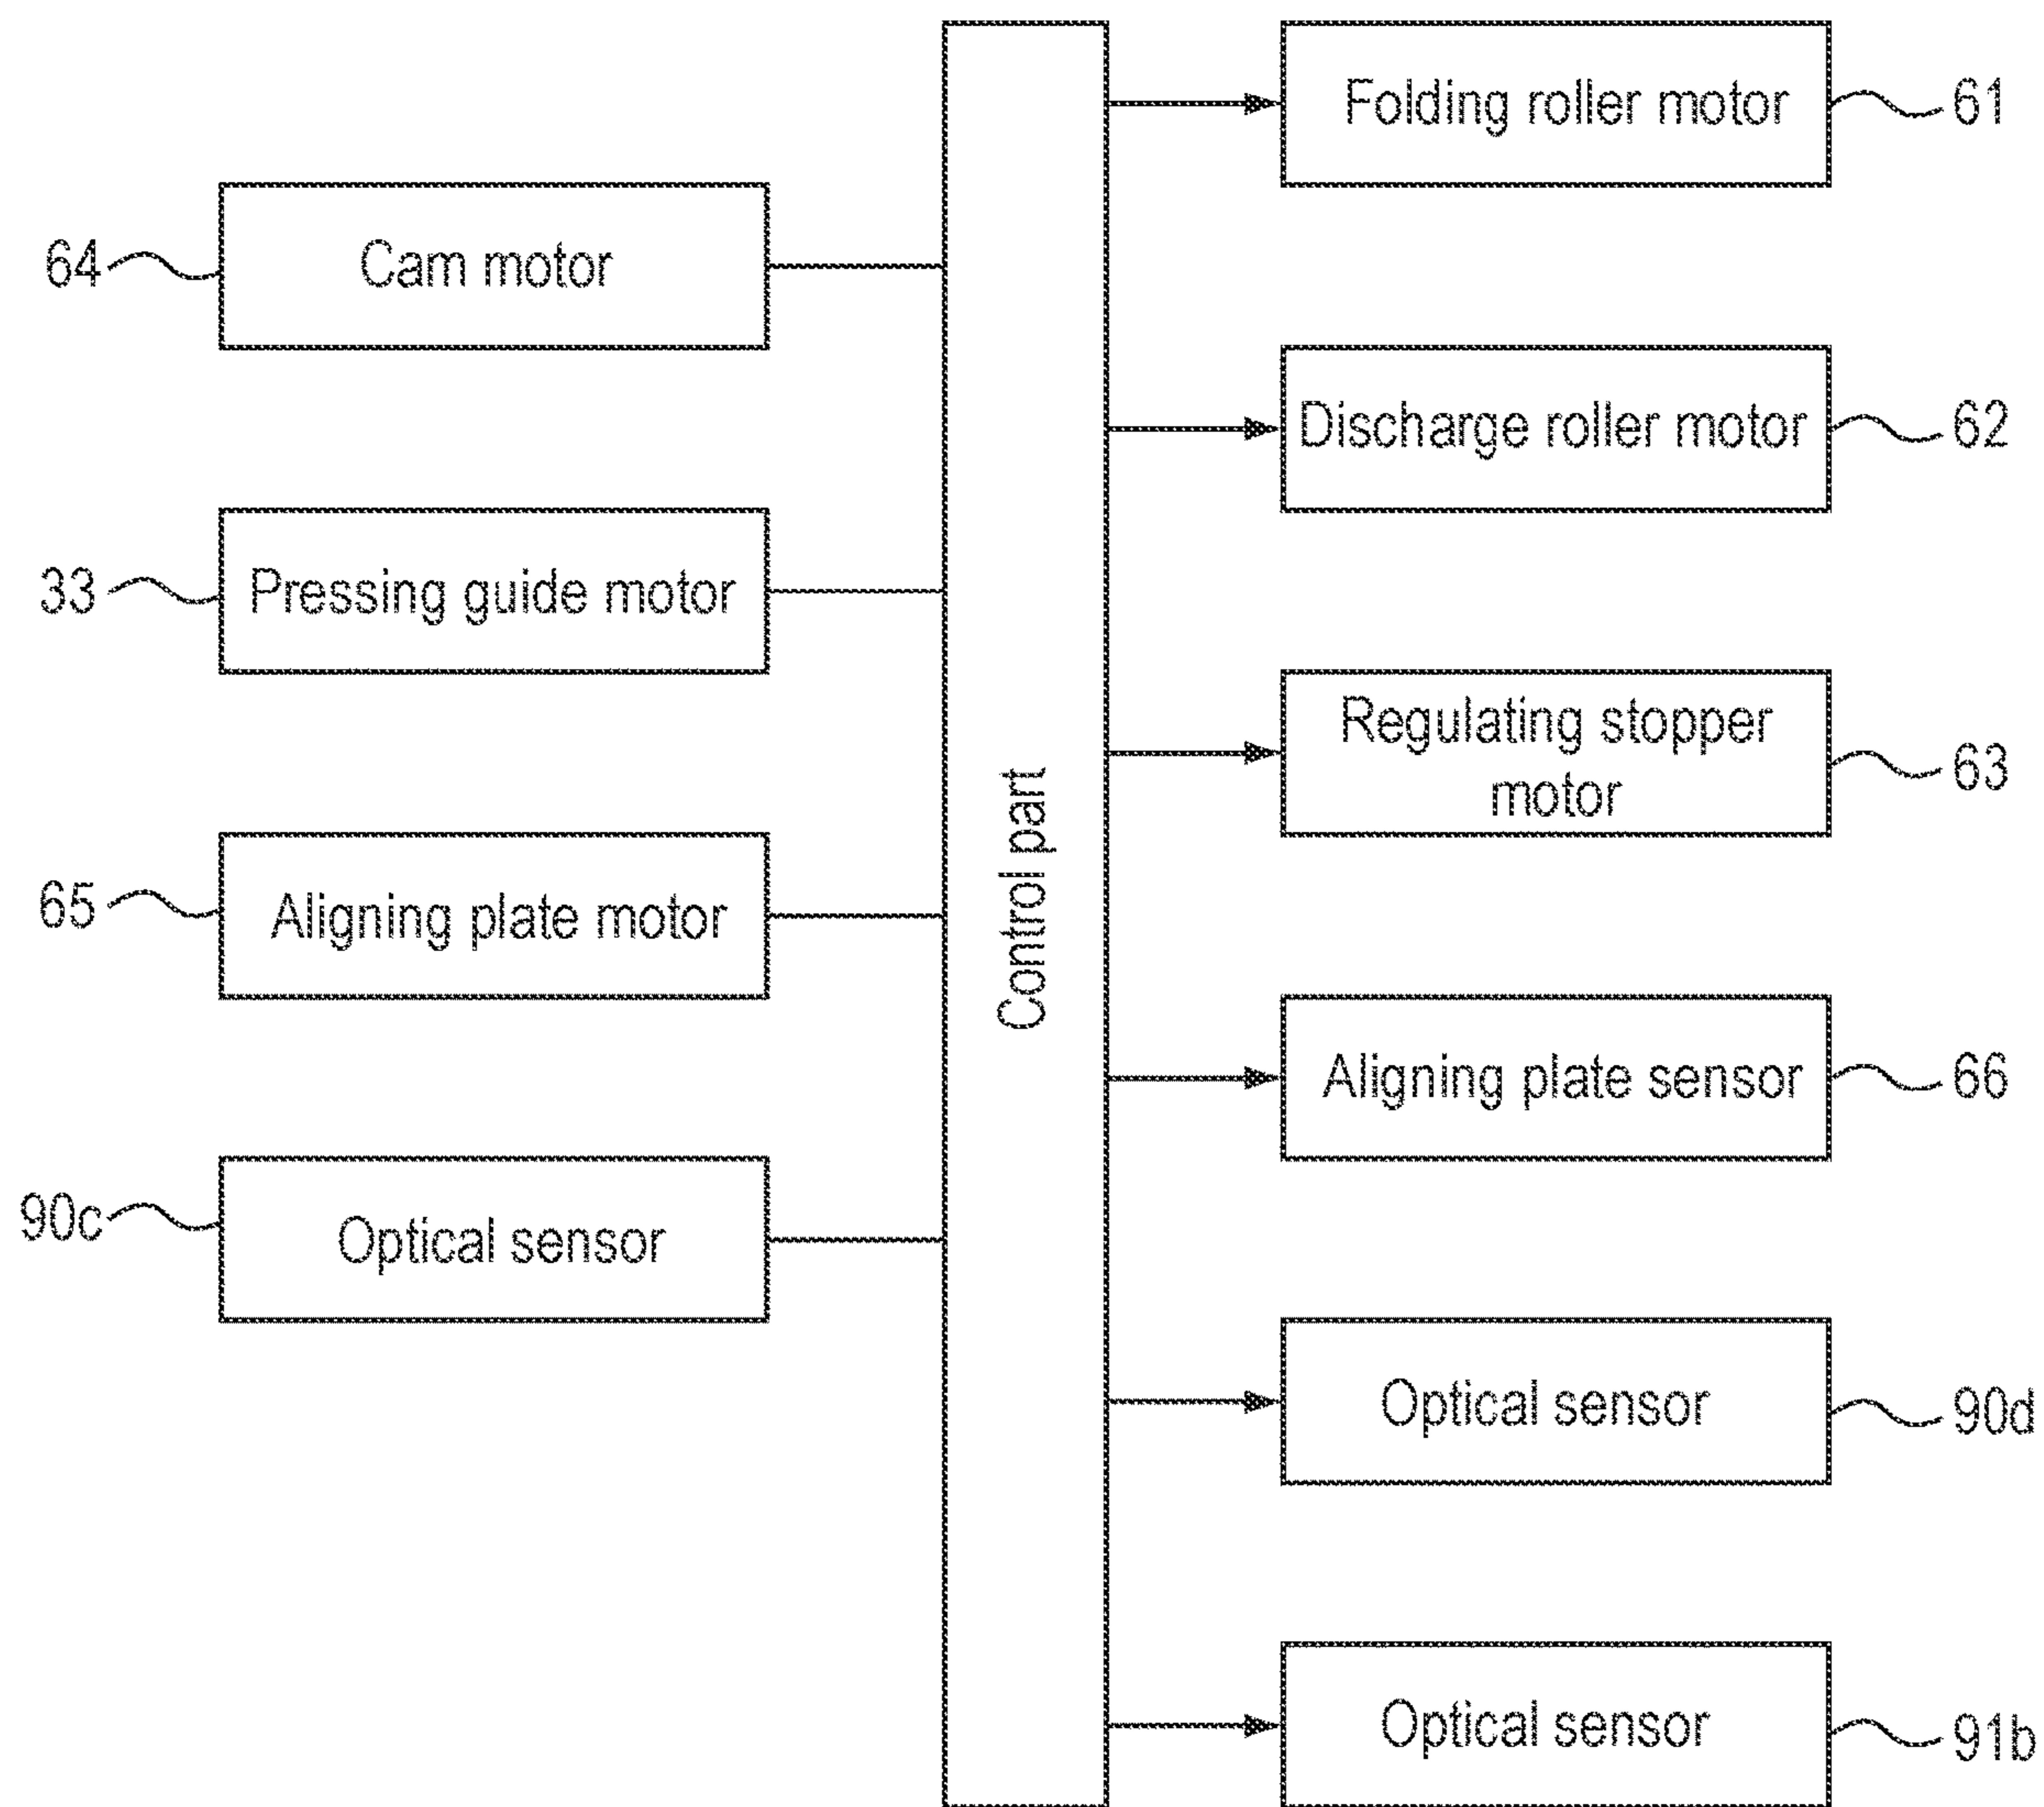 Folding roller motor
61
64
Cam motor
Discharge roller motor
62
33
Pressing guide motor
Regulating stopper
motor
63
Control part
65
Aligning plate motor
Aligning plate sensor
66
90c
Optical sensor
Optical sensor
90d
Optical sensor
91b